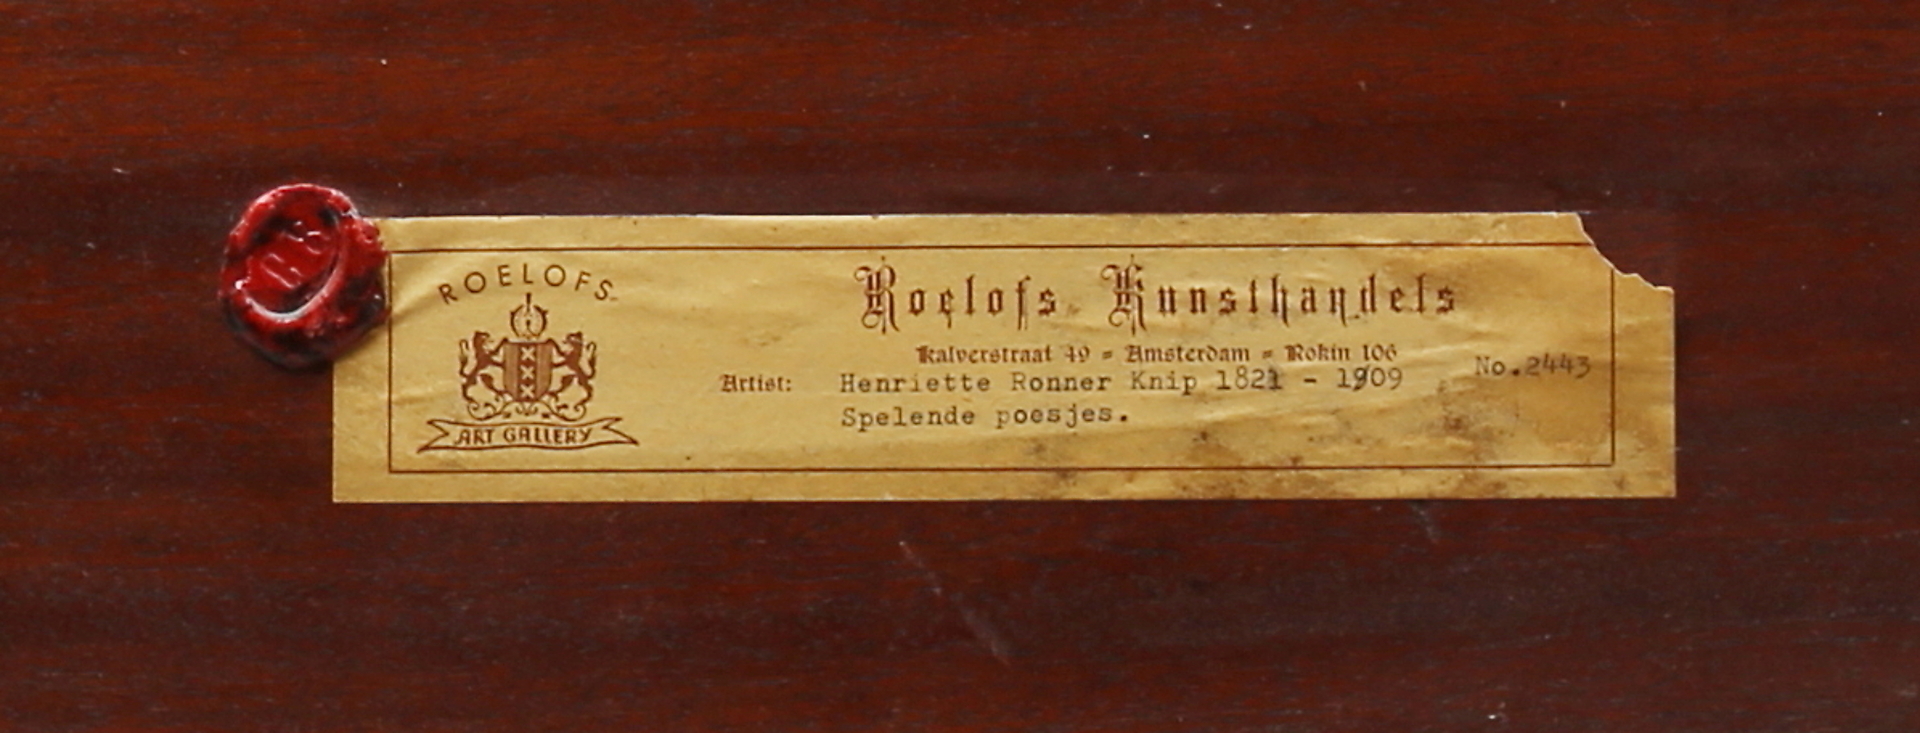 ROELOFS
ART GALLERY
Roelofs Kunsthandels
Kalverstraat 49 = Amsterdam = Rokin 106
No.2443
Artist: Henriette Ronner Knip 1821 - 1909
Spelende poesjes.